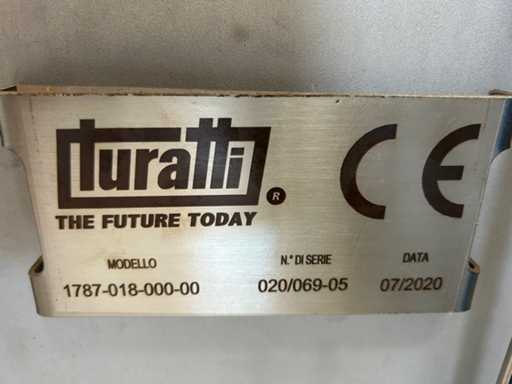 turatti ®
CE
THE FUTURE TODAY
MODELLO N.° DI SERIE DATA
1787-018-000-00 020/069-05 07/2020